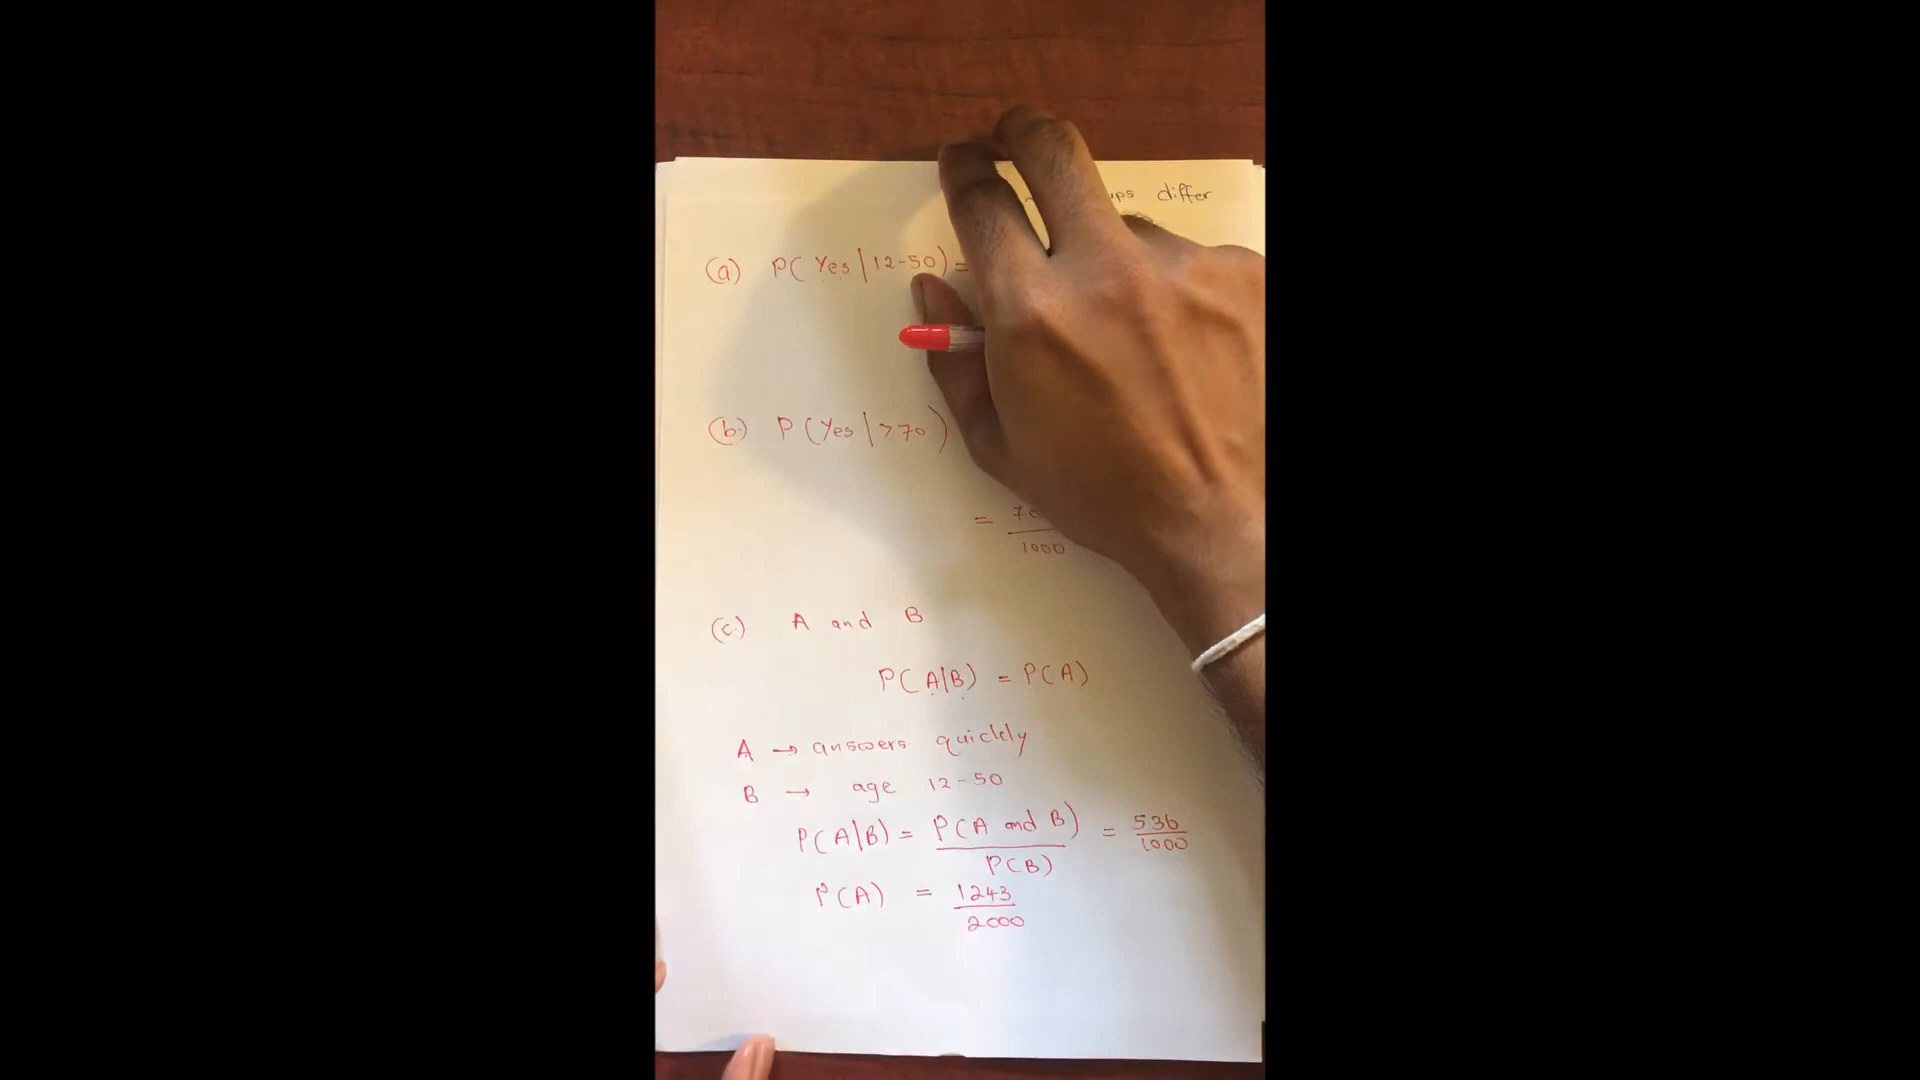 differ
(a.) P( Yes | 12-50) =
(b.) P (Yes | > 70)
=
1000
(c.) A and B
P( A|B) = P(A)
A → answers quickly
B → age 12-50
P(A|B) = P(A and B) / P(B) = 536 / 1000
P(A) = 1243 / 2000